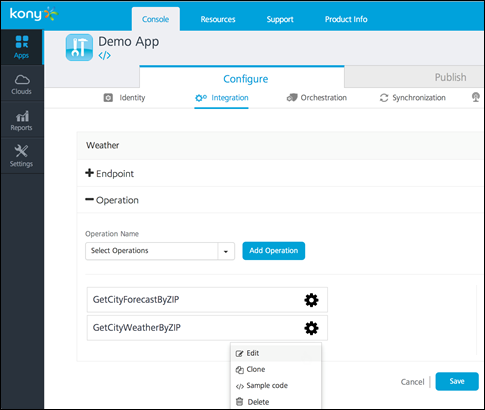 kony
Console Resources Support Product Info
Apps
Clouds
Reports
Settings
Demo App
</>
Configure Publish
Identity Integration Orchestration Synchronization
Weather
Endpoint
Operation
Operation Name
Select Operations Add Operation
GetCityForecastByZIP
GetCityWeatherByZIP
Edit
Clone
</> Sample code
Delete
Cancel Save